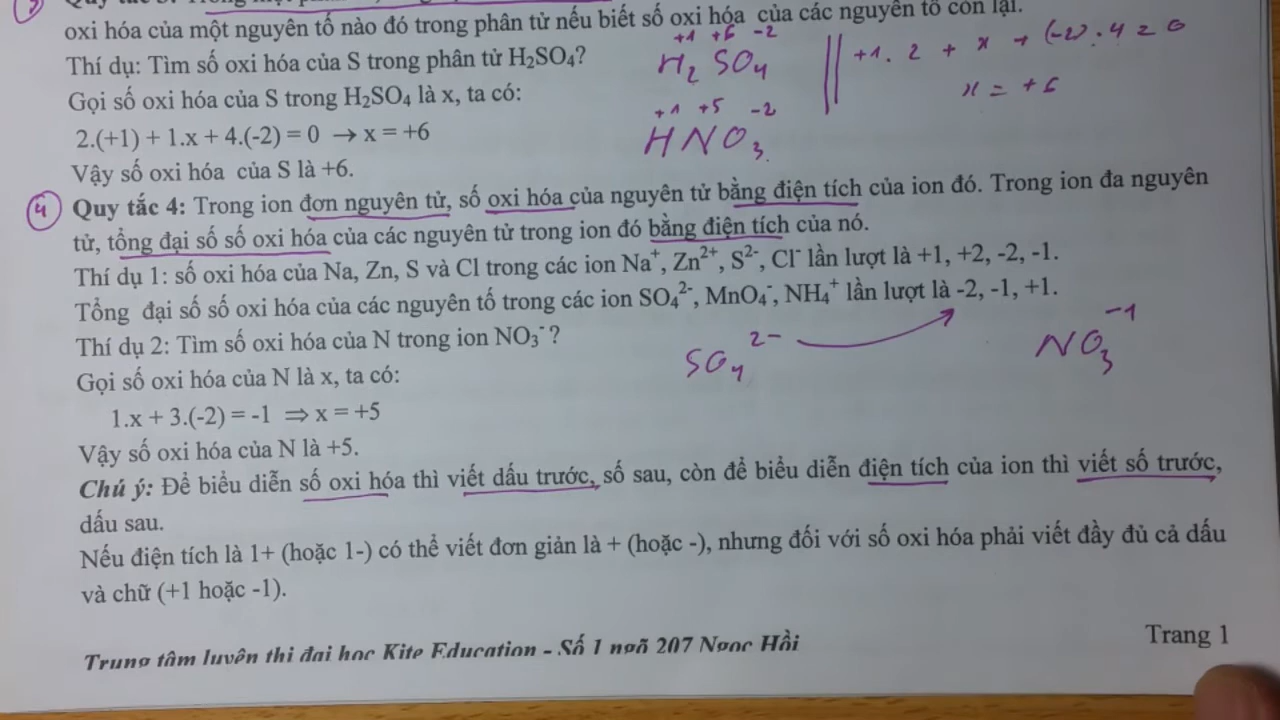 oxi hóa của một nguyên tố nào đó trong phân tử nếu biết số oxi hóa của các nguyên tố còn lại.
Thí dụ: Tìm số oxi hóa của S trong phân tử H₂SO₄?
+1 +6 -2
H₂ SO₄
+1. 2 + x + (-2). 4 = 0
x = +6
Gọi số oxi hóa của S trong H₂SO₄ là x, ta có:
+1 +5 -2
HNO₃
2.(+1) + 1.x + 4.(-2) = 0 → x = +6
Vậy số oxi hóa của S là +6.
4 Quy tắc 4: Trong ion đơn nguyên tử, số oxi hóa của nguyên tử bằng điện tích của ion đó. Trong ion đa nguyên
tử, tổng đại số số oxi hóa của các nguyên tử trong ion đó bằng điện tích của nó.
Thí dụ 1: số oxi hóa của Na, Zn, S và Cl trong các ion Na⁺, Zn²⁺, S²⁻, Cl⁻ lần lượt là +1, +2, -2, -1.
Tổng đại số số oxi hóa của các nguyên tố trong các ion SO₄²⁻, MnO₄⁻, NH₄⁺ lần lượt là -2, -1, +1.
Thí dụ 2: Tìm số oxi hóa của N trong ion NO₃⁻ ?
SO₄²⁻
NO₃⁻¹
Gọi số oxi hóa của N là x, ta có:
1.x + 3.(-2) = -1 ⇒ x = +5
Vậy số oxi hóa của N là +5.
Chú ý: Để biểu diễn số oxi hóa thì viết dấu trước, số sau, còn để biểu diễn điện tích của ion thì viết số trước,
dấu sau.
Nếu điện tích là 1+ (hoặc 1-) có thể viết đơn giản là + (hoặc -), nhưng đối với số oxi hóa phải viết đầy đủ cả dấu
và chữ (+1 hoặc -1).
Trung tâm luyện thi đại học Kite Education - Số 1 ngõ 207 Ngọc Hồi
Trang 1